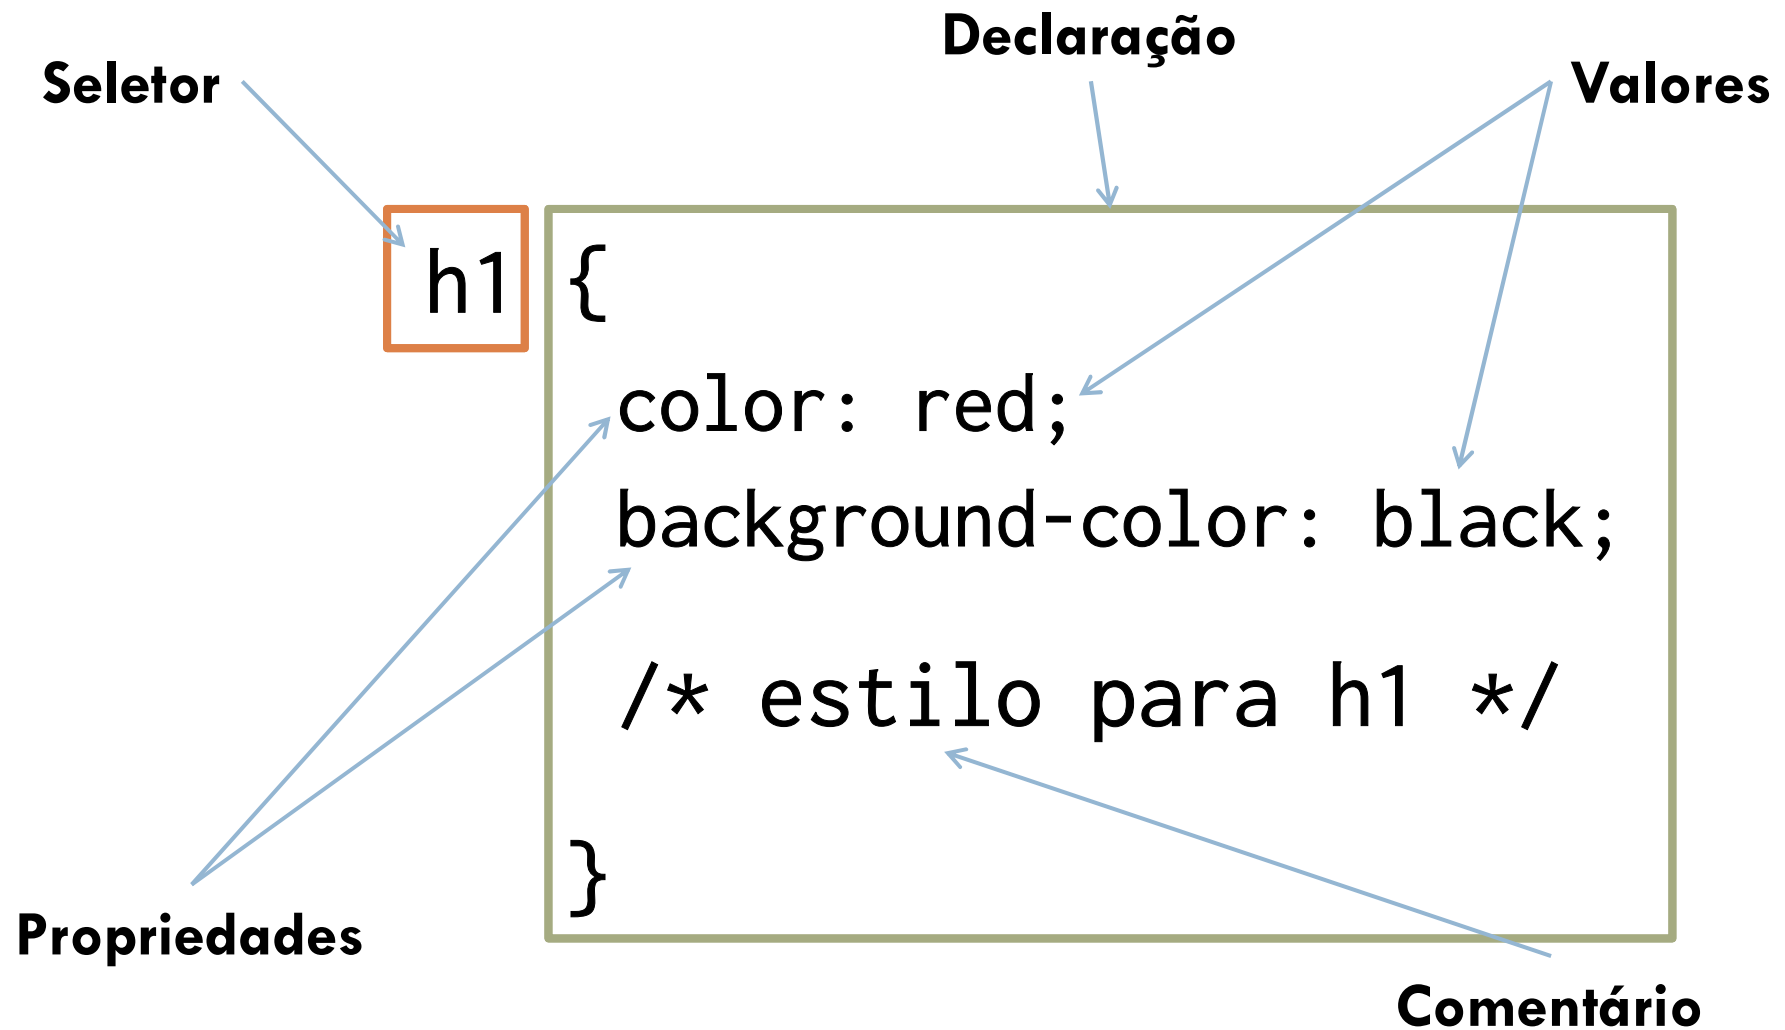 Declaração
Seletor
Valores
h1 {
color: red;
background-color: black;
/* estilo para h1 */
}
Propriedades
Comentário